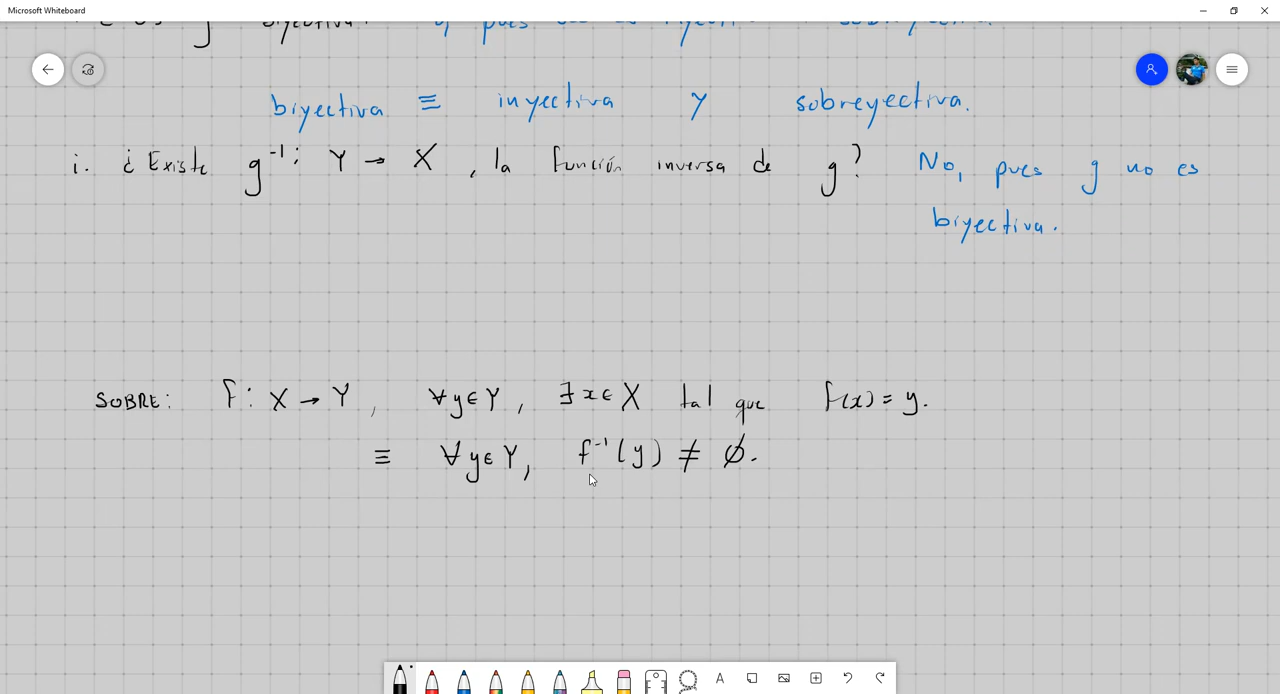 Microsoft Whiteboard
biyectiva ≡ inyectiva y sobreyectiva.
i. ¿Existe g⁻¹: Y → X, la función inversa de g? No, pues g no es
biyectiva.
SOBRE: f: X → Y, ∀y∈Y, ∃x∈X tal que f(x) = y.
≡ ∀y∈Y, f⁻¹(y) ≠ ∅.